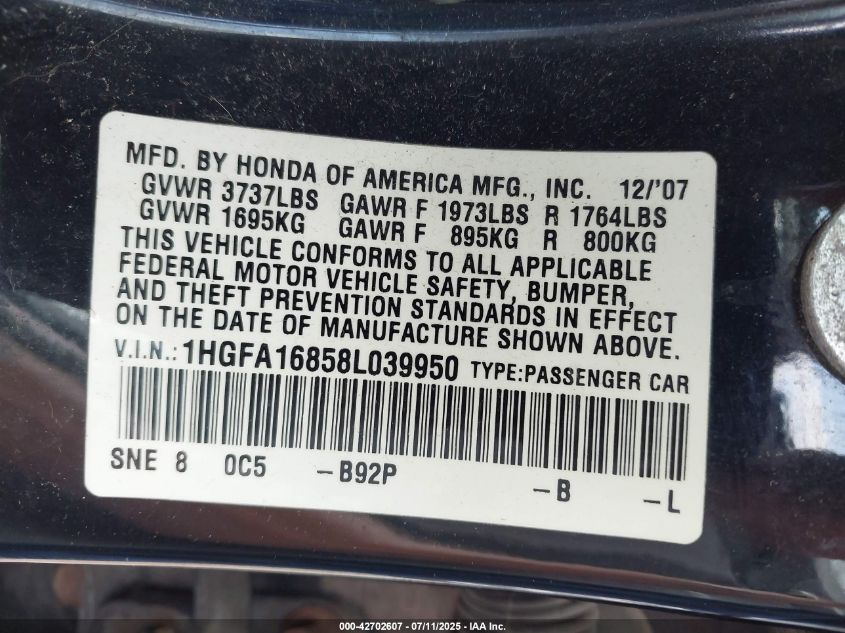 MFD. BY HONDA OF AMERICA MFG., INC. 12/'07
GVWR 3737LBS GAWR F 1973LBS R 1764LBS
GVWR 1695KG GAWR F 895KG R 800KG
THIS VEHICLE CONFORMS TO ALL APPLICABLE
FEDERAL MOTOR VEHICLE SAFETY, BUMPER,
AND THEFT PREVENTION STANDARDS IN EFFECT
ON THE DATE OF MANUFACTURE SHOWN ABOVE.
V.I.N.: 1HGFA16858L039950 TYPE:PASSENGER CAR
SNE 8 0C5 -B92P -B -L
000-42702607 - 07/11/2025 - IAA Inc.